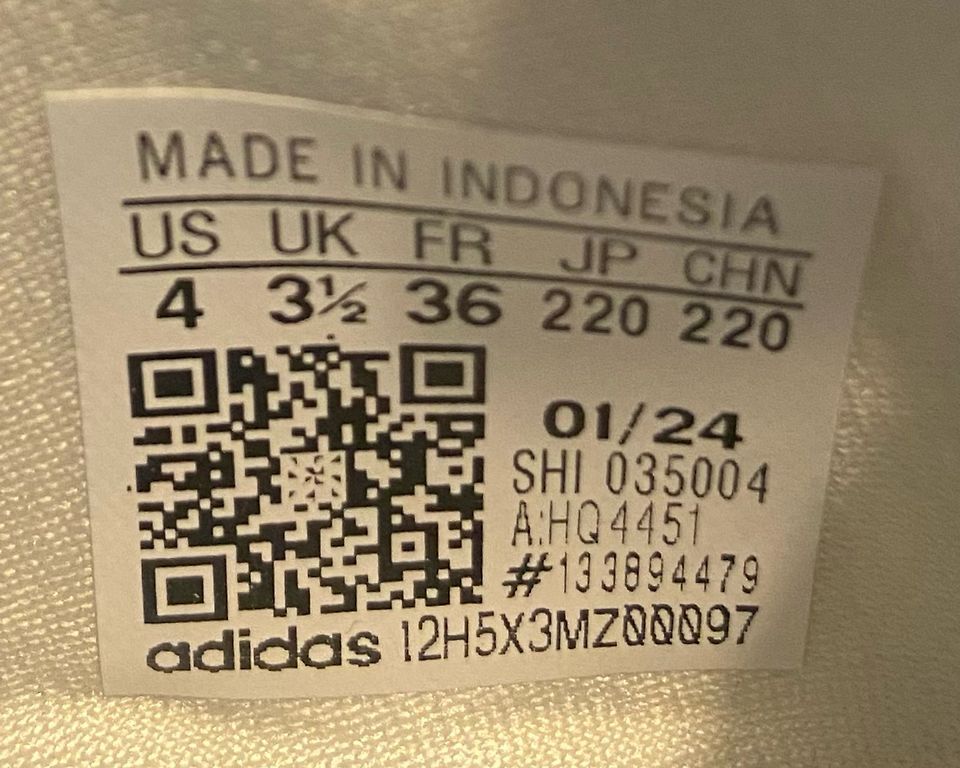 MADE IN INDONESIA
US UK FR JP CHN
4 3½ 36 220 220
01/24
SHI 035004
A:HQ4451
#133894479
adidas 12H5X3MZ00097